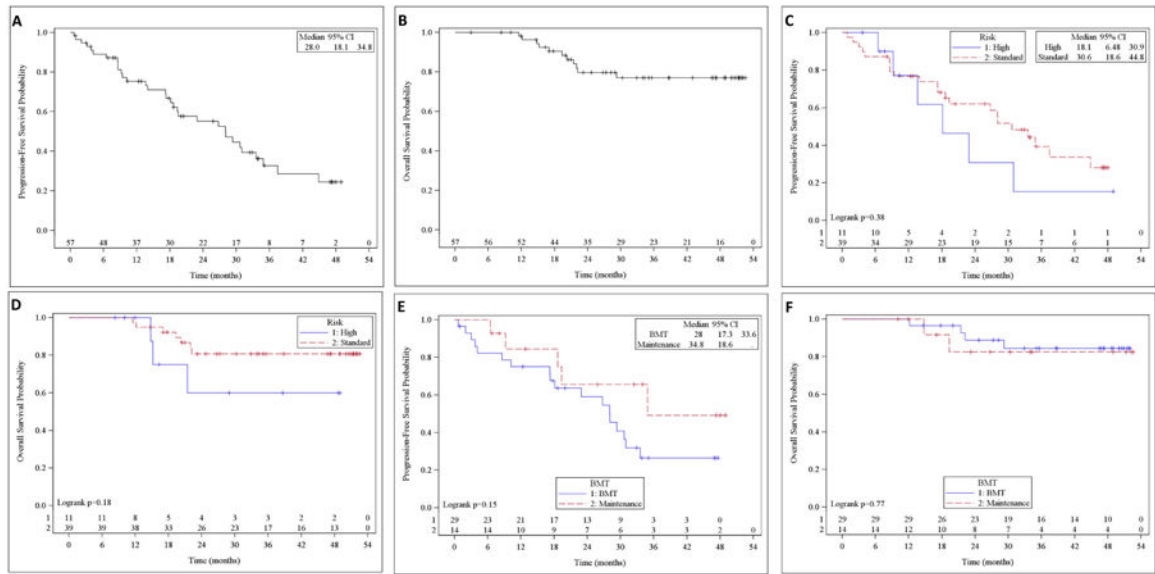 A
Median 95% CI
28.0 18.1 34.8
Progression-Free Survival Probability
1.0
0.8
0.6
0.4
0.2
0.0
57 48 37 30 22 17 8 7 2 0
0 6 12 18 24 30 36 42 48 54
Time (months)
B
Overall Survival Probability
1.0
0.8
0.6
0.4
0.2
0.0
57 56 52 44 35 29 23 21 16 0
0 6 12 18 24 30 36 42 48 54
Time (months)
C
Risk
1: High
2: Standard
Median 95% CI
High 18.1 6.48 30.9
Standard 30.6 18.6 44.8
Progression-Free Survival Probability
1.0
0.8
0.6
0.4
0.2
0.0
Logrank p=0.38
1 11 10 5 4 2 2 1 1 1 0
2 39 34 29 23 19 15 7 6 1
0 6 12 18 24 30 36 42 48 54
Time (months)
D
Risk
1: High
2: Standard
Overall Survival Probability
1.0
0.8
0.6
0.4
0.2
0.0
Logrank p=0.18
1 11 11 8 5 4 3 3 2 2 0
2 39 39 38 33 26 23 17 16 13 0
0 6 12 18 24 30 36 42 48 54
Time (months)
E
Median 95% CI
BMT 28 17.3 33.6
Maintenance 34.8 18.6 .
Progression-Free Survival Probability
1.0
0.8
0.6
0.4
0.2
0.0
BMT
1: BMT
2: Maintenance
Logrank p=0.15
1 29 23 21 17 13 9 3 3 0
2 14 14 10 9 7 6 3 3 2 0
0 6 12 18 24 30 36 42 48 54
Time (months)
F
Overall Survival Probability
1.0
0.8
0.6
0.4
0.2
0.0
BMT
1: BMT
2: Maintenance
Logrank p=0.77
1 29 29 29 26 23 19 16 14 10 0
2 14 14 12 10 8 7 4 4 4 0
0 6 12 18 24 30 36 42 48 54
Time (months)